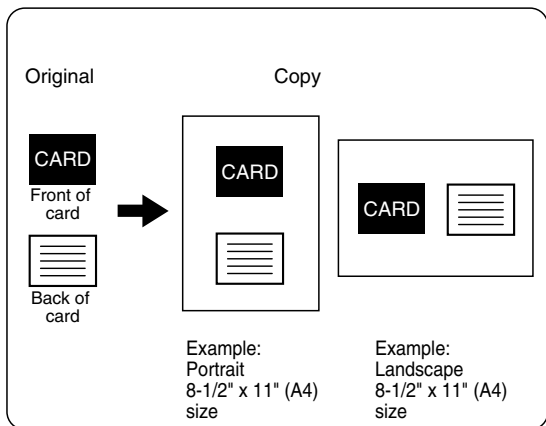 Original
Copy
CARD
Front of
card
Back of
card
CARD
CARD
Example:
Portrait
8-1/2" x 11" (A4)
size
Example:
Landscape
8-1/2" x 11" (A4)
size